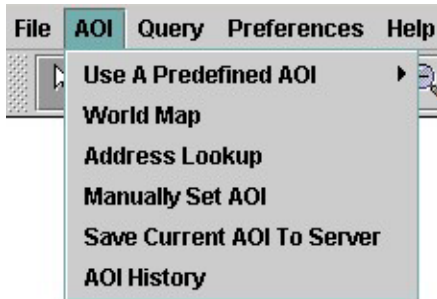 File AOI Query Preferences Help
Use A Predefined AOI
World Map
Address Lookup
Manually Set AOI
Save Current AOI To Server
AOI History